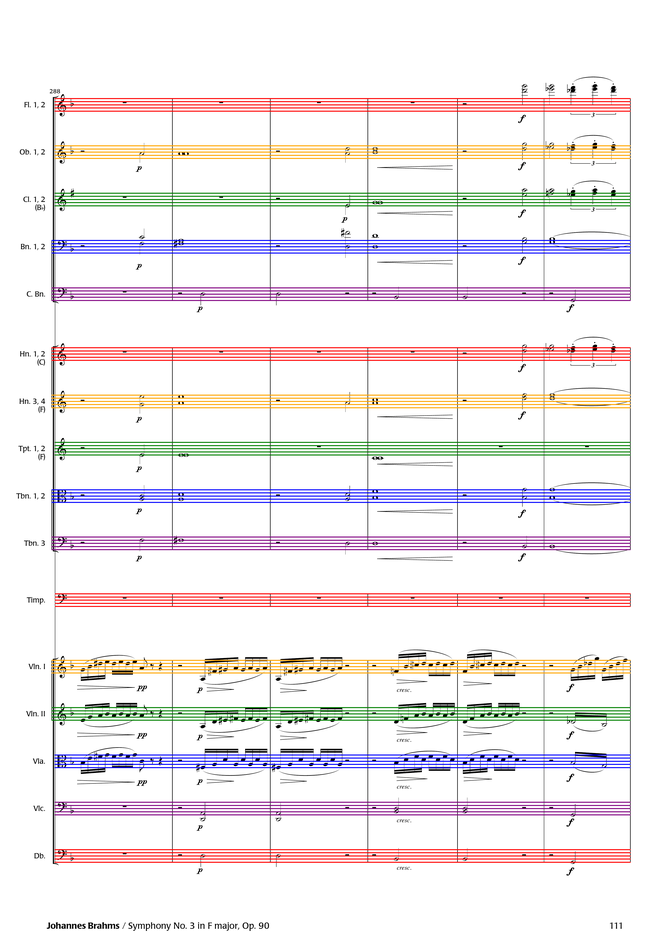 288
Fl. 1, 2
3
f
Ob. 1, 2
p
f
3
Cl. 1, 2
(B♭)
p
f
3
Bn. 1, 2
p
f
C. Bn.
p
f
Hn. 1, 2
(C)
f
3
Hn. 3, 4
(F)
p
f
Tpt. 1, 2
(F)
p
Tbn. 1, 2
p
f
Tbn. 3
p
f
Timp.
Vln. I
pp
p
cresc.
f
Vln. II
pp
p
cresc.
f
Vla.
pp
p
cresc.
f
Vlc.
p
cresc.
f
Db.
p
cresc.
f
Johannes Brahms / Symphony No. 3 in F major, Op. 90
111